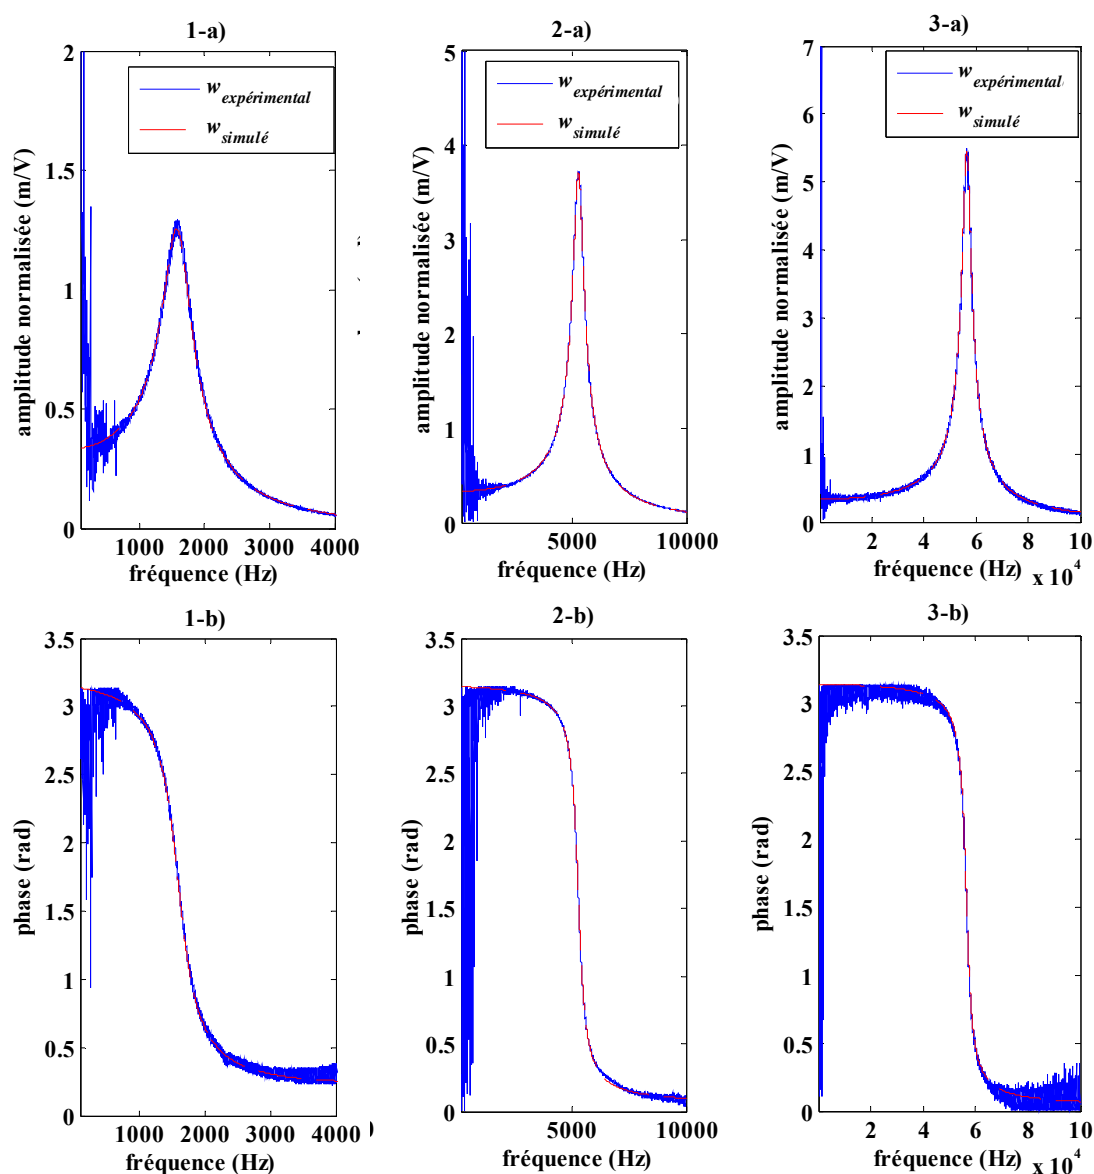 1-a)
2
1.5
1
0.5
0
amplitude normalisée (m/V)
w expérimental
w simulé
1000 2000 3000 4000
fréquence (Hz)
2-a)
5
4
3
2
1
0
amplitude normalisée (m/V)
w expérimental
w simulé
5000 10000
fréquence (Hz)
3-a)
7
6
5
4
3
2
1
0
amplitude normalisée (m/V)
w expérimental
w simulé
2 4 6 8 10
fréquence (Hz) x 10^4
1-b)
3.5
3
2.5
2
1.5
1
0.5
0
phase (rad)
1000 2000 3000 4000
fréquence (Hz)
2-b)
3.5
3
2.5
2
1.5
1
0.5
0
phase (rad)
5000 10000
fréquence (Hz)
3-b)
3.5
3
2.5
2
1.5
1
0.5
0
phase (rad)
2 4 6 8 10
fréquence (Hz) x 10^4